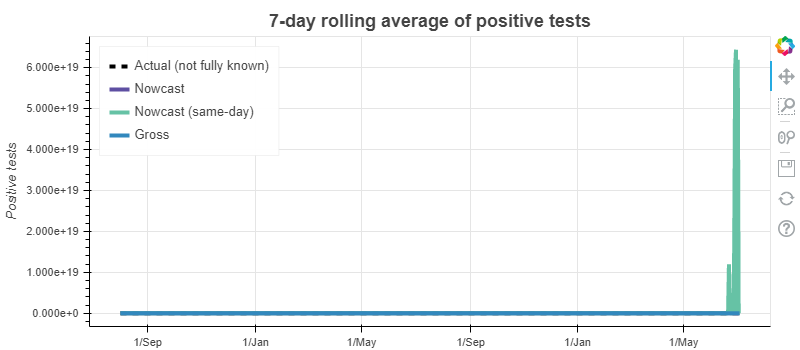 7-day rolling average of positive tests
Actual (not fully known)
Nowcast
Nowcast (same-day)
Gross
Positive tests
6.000e+19
5.000e+19
4.000e+19
3.000e+19
2.000e+19
1.000e+19
0.000e+0
1/Sep 1/Jan 1/May 1/Sep 1/Jan 1/May